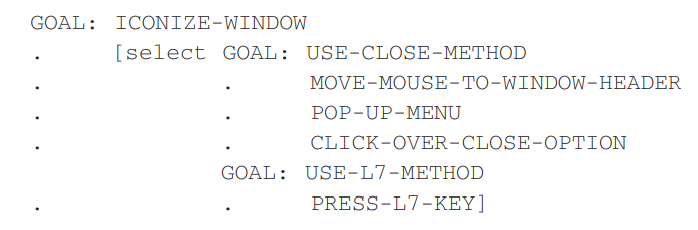 GOAL: ICONIZE-WINDOW
. [select GOAL: USE-CLOSE-METHOD
. . MOVE-MOUSE-TO-WINDOW-HEADER
. . POP-UP-MENU
. . CLICK-OVER-CLOSE-OPTION
GOAL: USE-L7-METHOD
. . PRESS-L7-KEY]